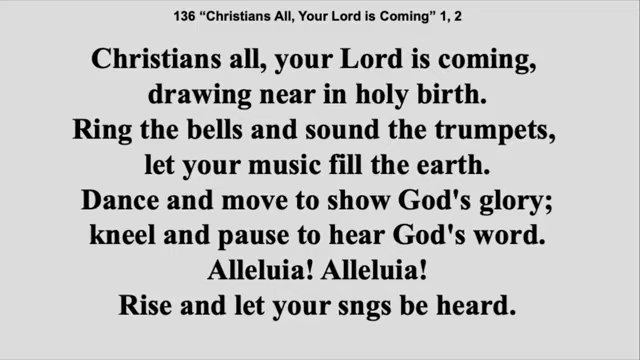 136 “Christians All, Your Lord is Coming” 1, 2
Christians all, your Lord is coming,
drawing near in holy birth.
Ring the bells and sound the trumpets,
let your music fill the earth.
Dance and move to show God's glory;
kneel and pause to hear God's word.
Alleluia! Alleluia!
Rise and let your sngs be heard.